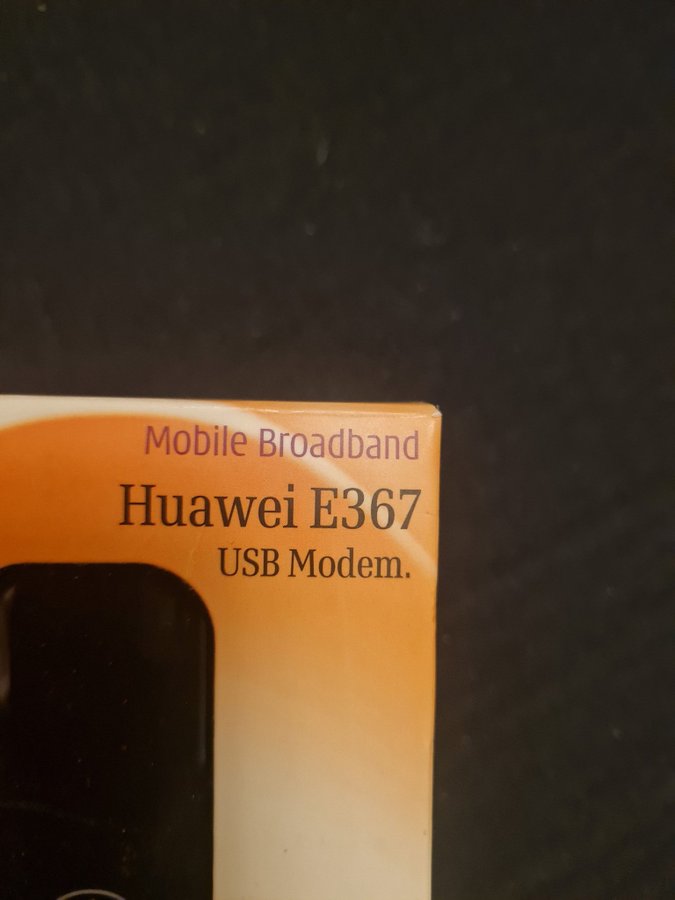 Mobile Broadband
Huawei E367
USB Modem.